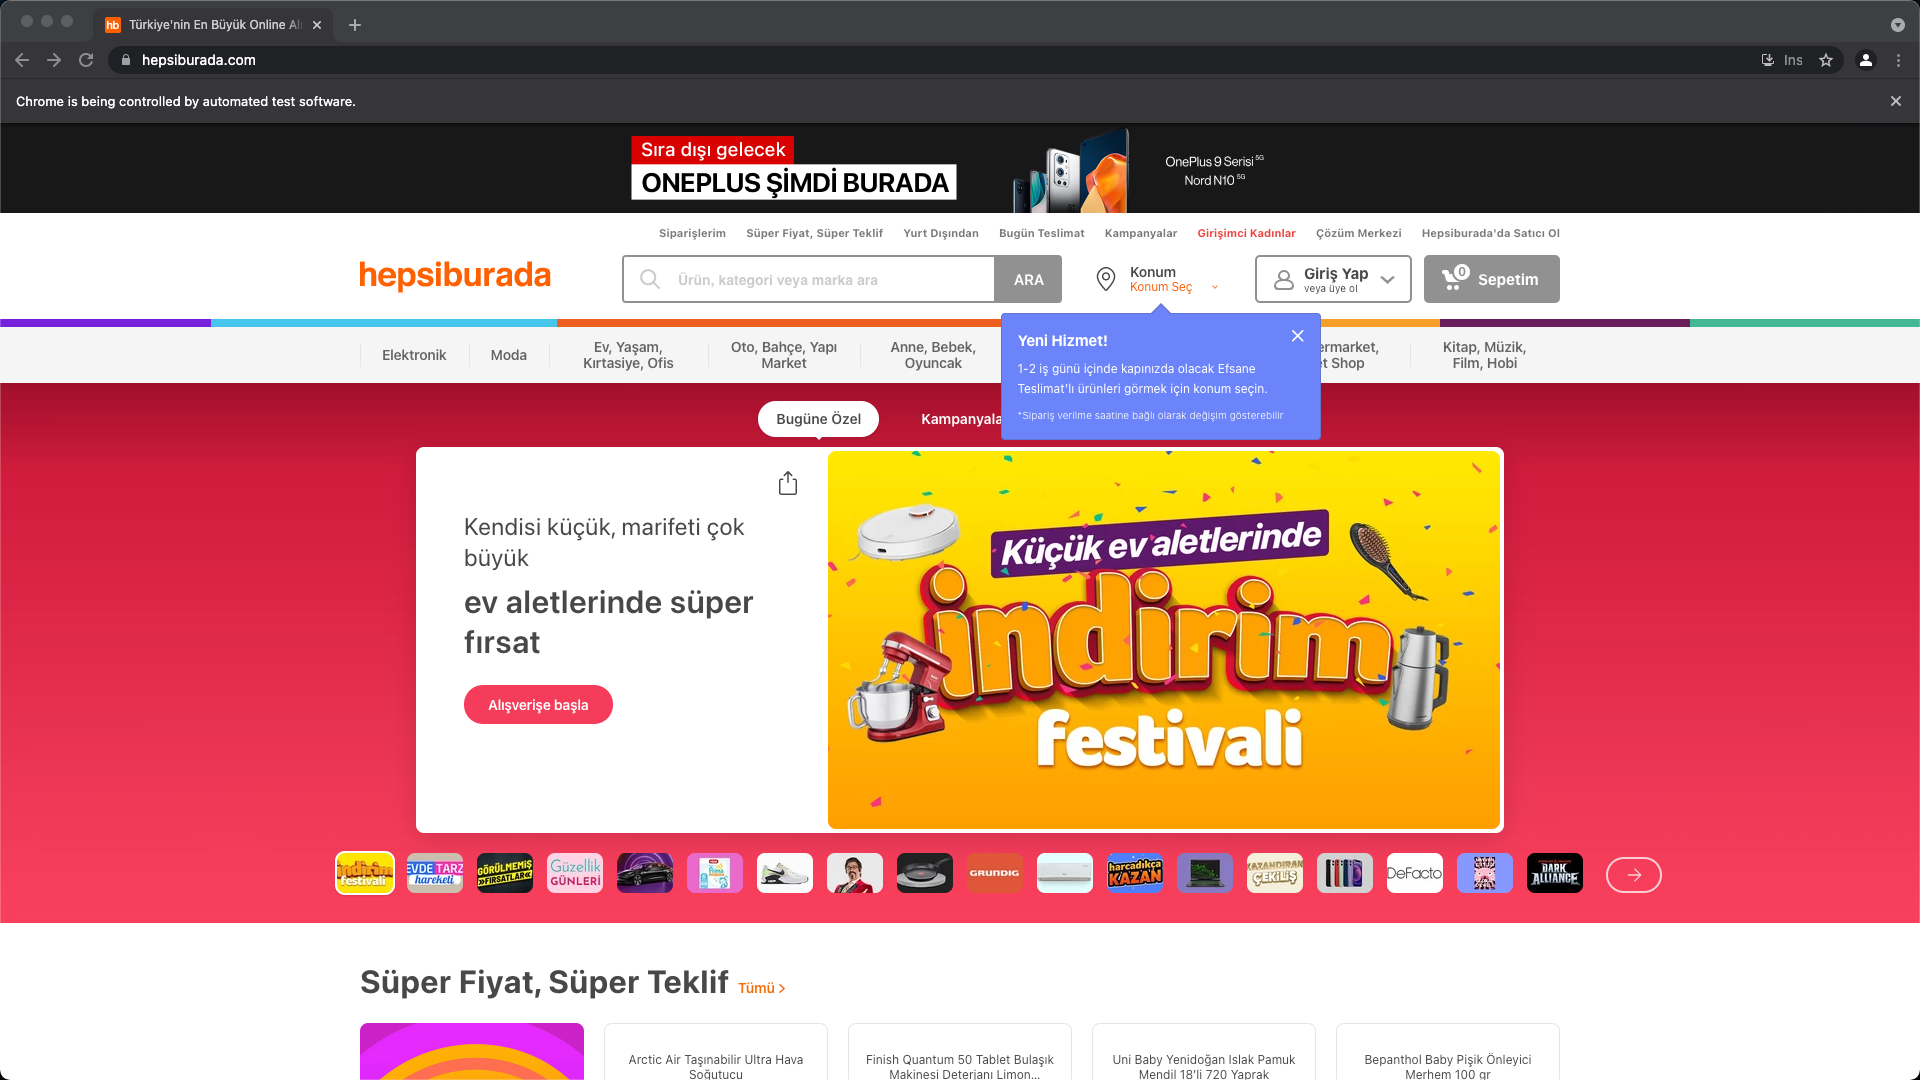 Türkiye'nin En Büyük Online Al
hepsiburada.com
Ins
Chrome is being controlled by automated test software.
Sıra dışı gelecek
ONEPLUS ŞİMDİ BURADA
OnePlus 9 Serisi 5G
Nord N10 5G
Siparişlerim
Süper Fiyat, Süper Teklif
Yurt Dışından
Bugün Teslimat
Kampanyalar
Girişimci Kadınlar
Çözüm Merkezi
Hepsiburada'da Satıcı Ol
hepsiburada
Ürün, kategori veya marka ara
ARA
Konum
Konum Seç
Giriş Yap
veya üye ol
0
Sepetim
Elektronik
Moda
Ev, Yaşam,
Kırtasiye, Ofis
Oto, Bahçe, Yapı
Market
Anne, Bebek,
Oyuncak
ermarket,
et Shop
Kitap, Müzik,
Film, Hobi
Yeni Hizmet!
1-2 iş günü içinde kapınızda olacak Efsane
Teslimat'lı ürünleri görmek için konum seçin.
*Sipariş verilme saatine bağlı olarak değişim gösterebilir
Bugüne Özel
Kampanyala
Kendisi küçük, marifeti çok
büyük
ev aletlerinde süper
fırsat
Alışverişe başla
Küçük ev aletlerinde
indirim
festivali
indirim
festivali
EVDE TARZ
hareketi
GÖRÜLMEMİŞ
FIRSATLAR
Güzellik
GÜNLERİ
GRUNDIG
harcadıkça
KAZAN
KAZANDIRAN
ÇEKİLİŞ
DeFacto
DARK
ALLIANCE
Süper Fiyat, Süper Teklif
Tümü >
Arctic Air Taşınabilir Ultra Hava
Soğutucu
Finish Quantum 50 Tablet Bulaşık
Makinesi Deterjanı Limon...
Uni Baby Yenidoğan Islak Pamuk
Mendil 18'li 720 Yaprak
Bepanthol Baby Pişik Önleyici
Merhem 100 gr